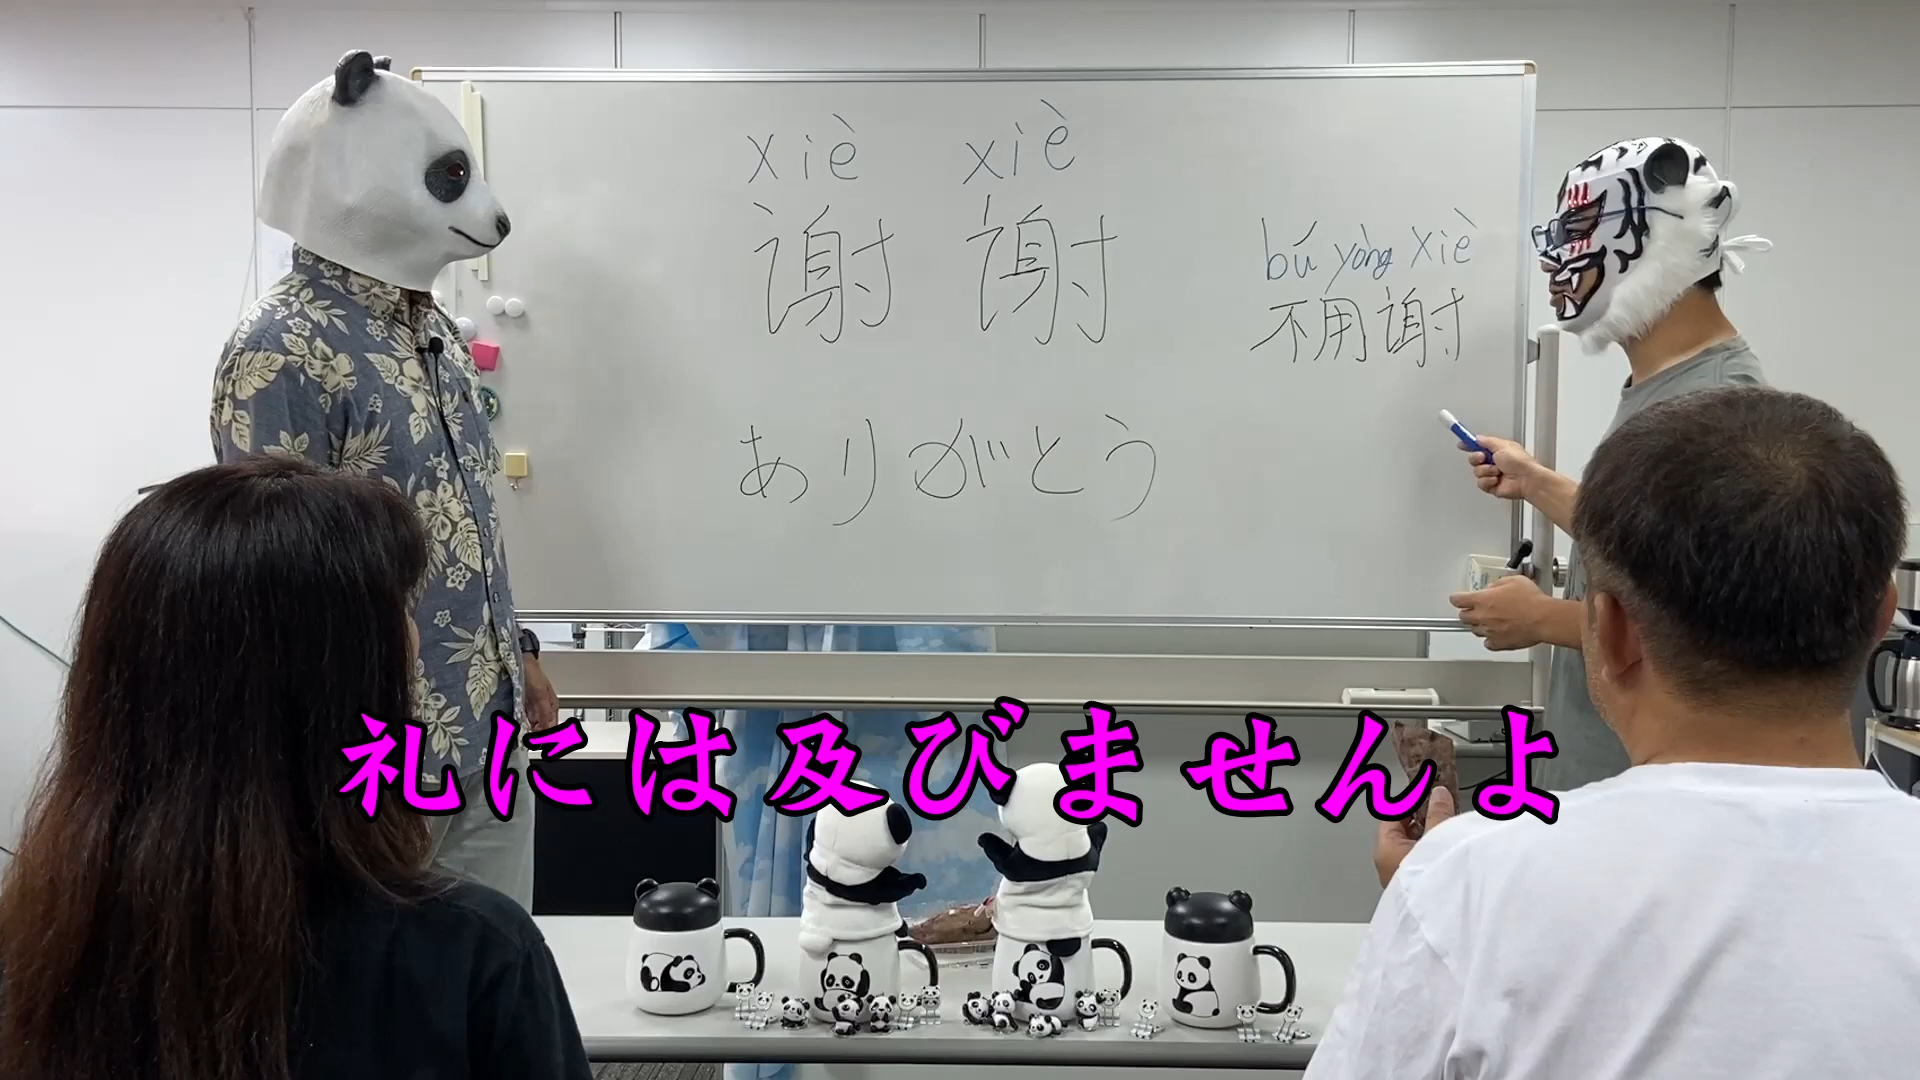 xiè xiè
谢谢
bú yòng xiè
不用谢
ありがとう
礼には及びませんよ